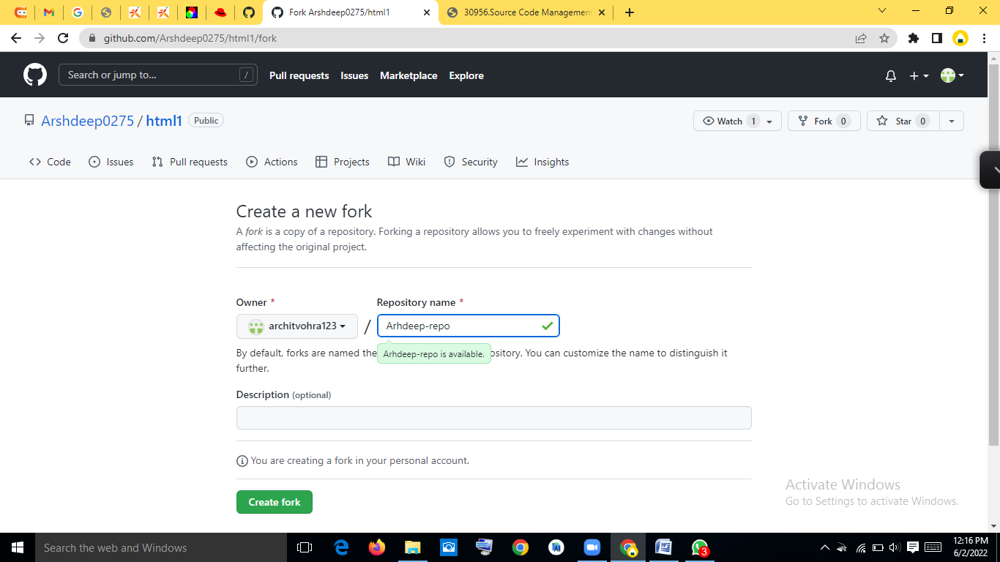 Fork Arshdeep0275/html1
30956.Source Code Management
github.com/Arshdeep0275/html1/fork
Search or jump to...
/
Pull requests
Issues
Marketplace
Explore
Arshdeep0275 / html1
Public
Watch 1
Fork 0
Star 0
Code
Issues
Pull requests
Actions
Projects
Wiki
Security
Insights
Create a new fork
A fork is a copy of a repository. Forking a repository allows you to freely experiment with changes without
affecting the original project.
Owner *
Repository name *
architvohra123
/
Arhdeep-repo
By default, forks are named the
Arhdeep-repo is available.
. You can customize the name to distinguish it
further.
Description (optional)
You are creating a fork in your personal account.
Create fork
Activate Windows
Go to Settings to activate Windows.
Search the web and Windows
3
12:16 PM
6/2/2022